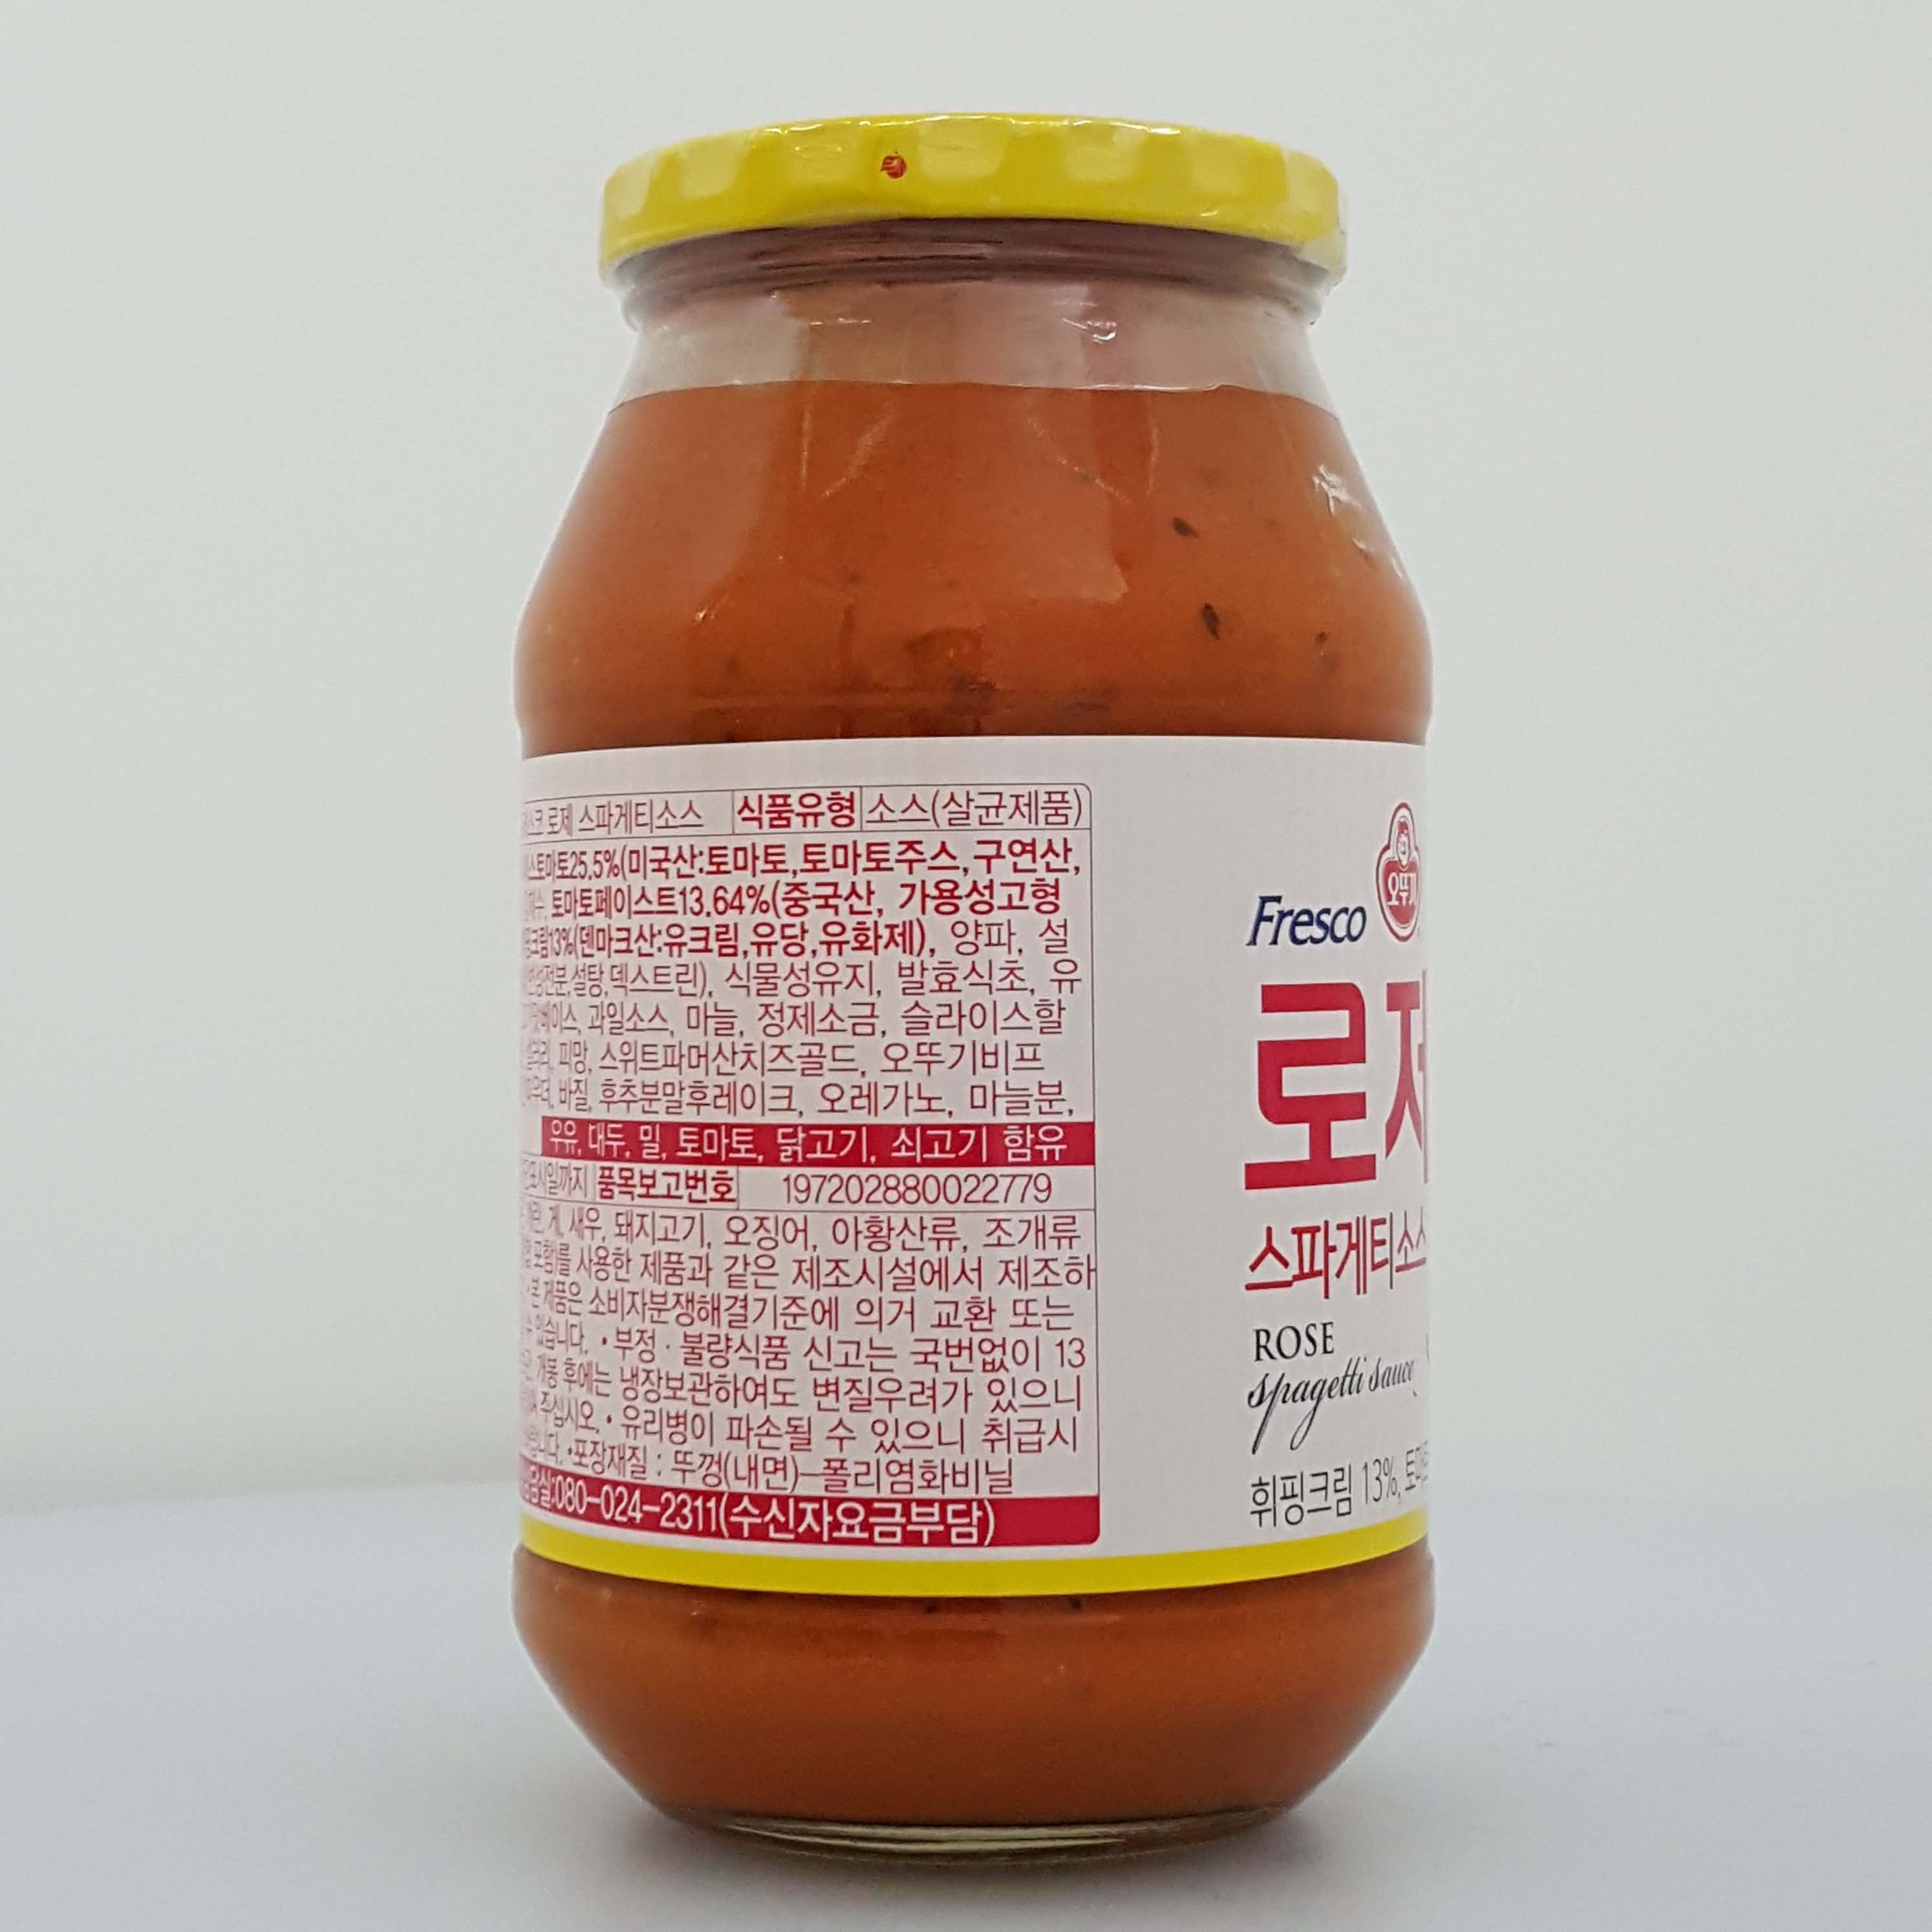 로제 스파게티소스 식품유형 소스(살균제품)
토마토25.5%(미국산:토마토,토마토주스,구연산,
토마토페이스트13.64%(중국산, 가용성고형
크림13%(덴마크산:유크림,유당,유화제), 양파, 설
설탕,덱스트린), 식물성유지, 발효식초, 유
과일소스, 마늘, 정제소금, 슬라이스할
피망, 스위트파머산치즈골드, 오뚜기비프
바질, 후추분말후레이크, 오레가노, 마늘분,
우유, 대두, 밀, 토마토, 닭고기, 쇠고기 함유
품목보고번호 197202880022779
게, 새우, 돼지고기, 오징어, 아황산류, 조개류
를 사용한 제품과 같은 제조시설에서 제조하
•본 제품은 소비자분쟁해결기준에 의거 교환 또는
있습니다. •부정·불량식품 신고는 국번없이 13
개봉 후에는 냉장보관하여도 변질우려가 있으니
주십시오. •유리병이 파손될 수 있으니 취급시
•포장재질 : 뚜껑(내면)-폴리염화비닐
080-024-2311(수신자요금부담)
Fresco
오뚜기
로제
스파게티소스
ROSE
spagetti sauce
휘핑크림 13%,